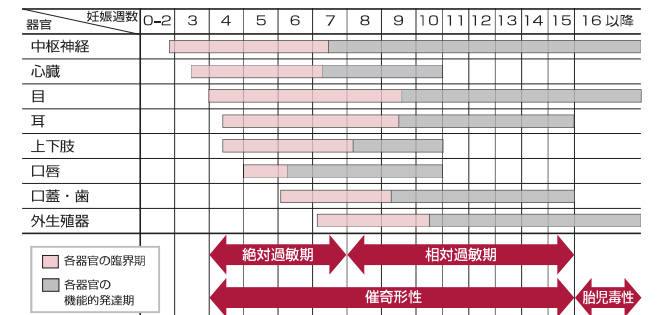 妊娠週数
器官
0-2 3 4 5 6 7 8 9 10 11 12 13 14 15 16 以降
中枢神経
心臓
目
耳
上下肢
口唇
口蓋・歯
外生殖器
各器官の臨界期
各器官の
機能的発達期
絶対過敏期 相対過敏期
催奇形性 胎児毒性